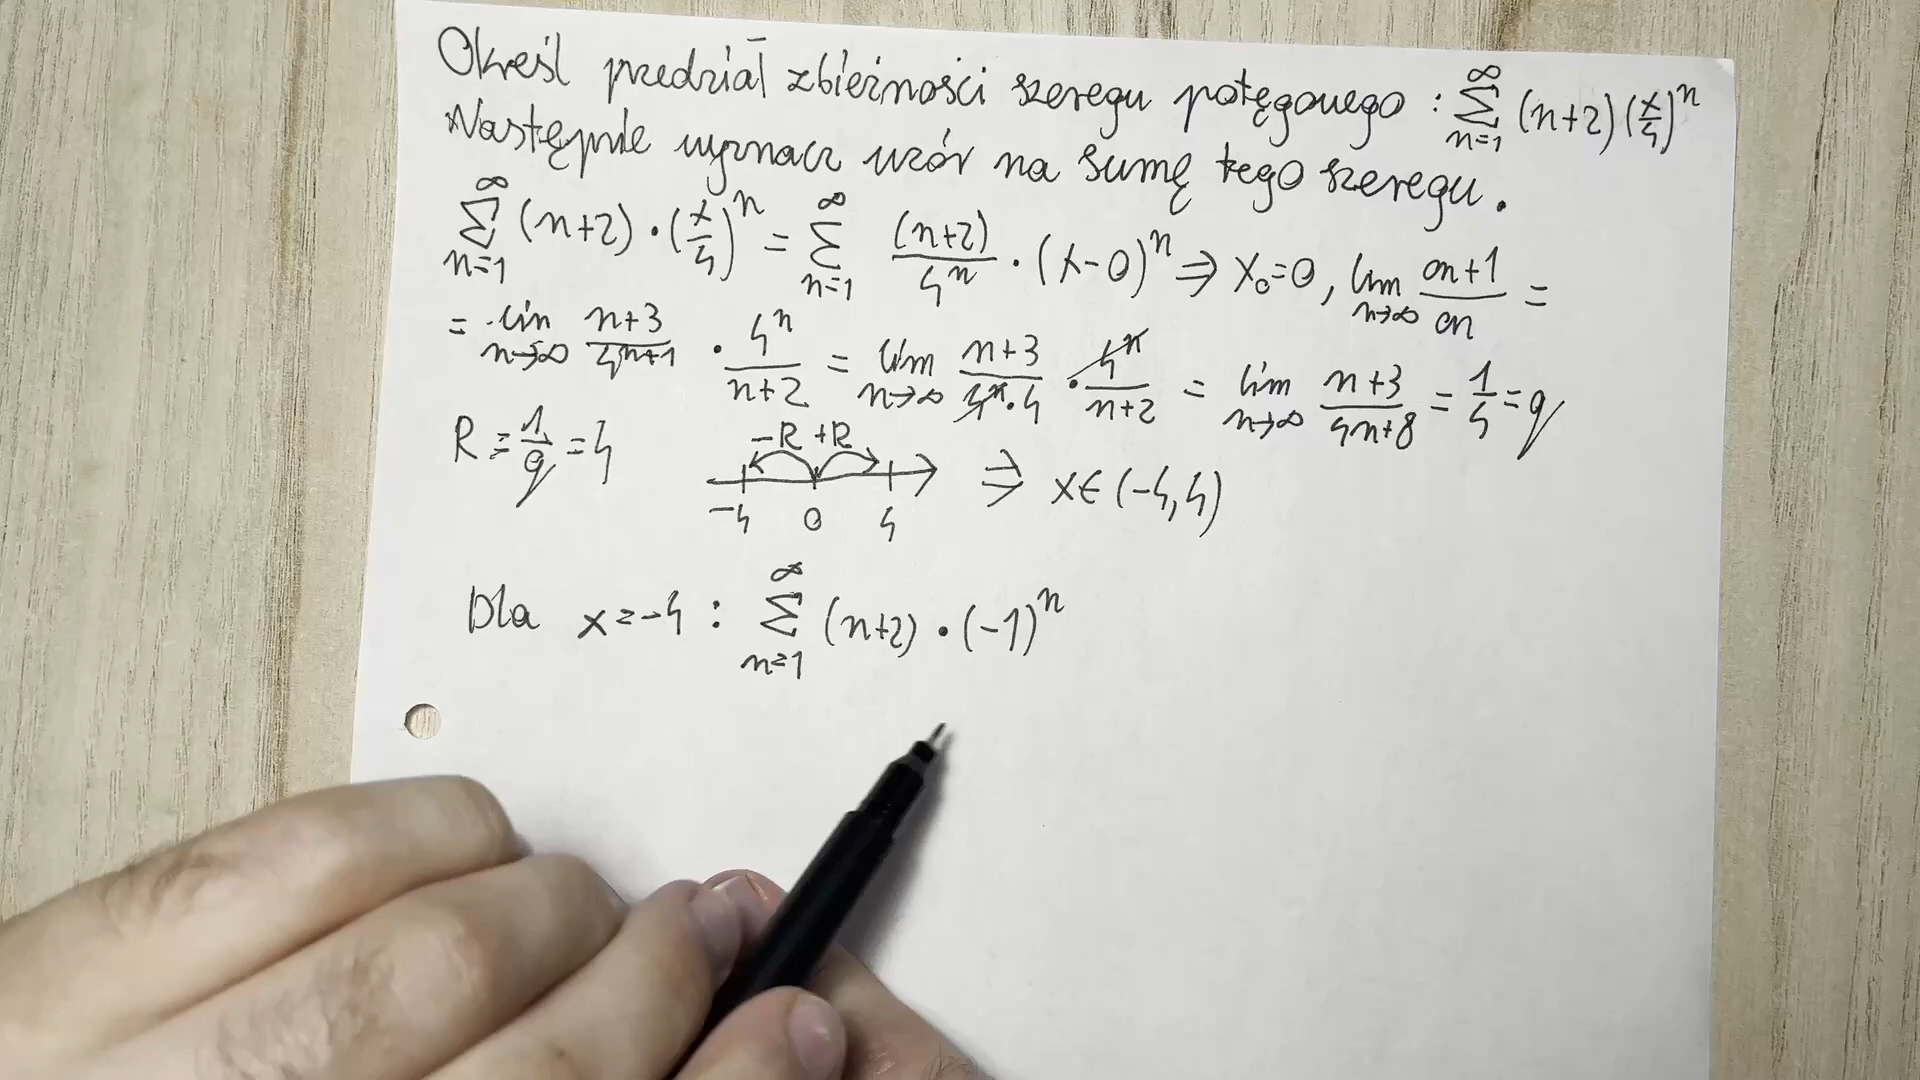 Określ przedział zbieżności szeregu potęgowego : ∑_{n=1}^{∞} (n+2)(x/4)^n
Następnie wyznacz wzór na sumę tego szeregu.
∑_{n=1}^{∞} (n+2)·(x/4)^n = ∑_{n=1}^{∞} (n+2)/4^n · (x-0)^n ⇒ x₀=0, lim_{n→∞} an+1/an =
= lim_{n→∞} n+3/4^{n+1} · 4^n/n+2 = lim_{n→∞} n+3/4^n·4 · 4^n/n+2 = lim_{n→∞} n+3/4n+8 = 1/4 = q
R = 1/q = 4 -R +R -4 0 4 ⇒ x∈(-4,4)
Dla x=-4 : ∑_{n=1}^{∞} (n+2)·(-1)^n